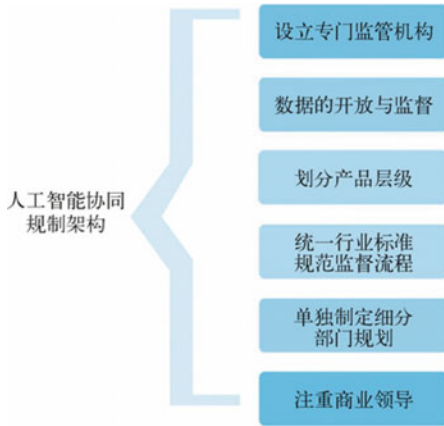 人工智能协同
规制架构
设立专门监管机构
数据的开放与监督
划分产品层级
统一行业标准
规范监督流程
单独制定细分
部门规划
注重商业领导